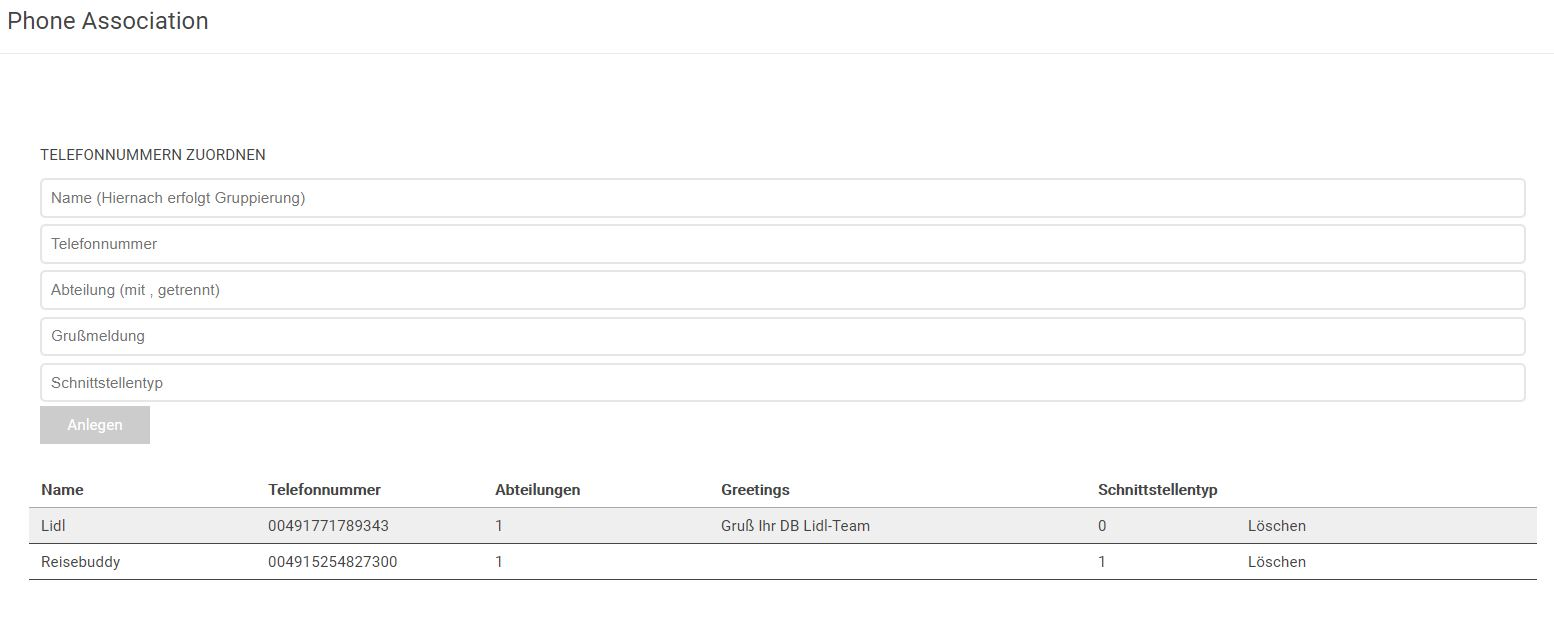 Phone Association
TELEFONNUMMERN ZUORDNEN
Name (Hiernach erfolgt Gruppierung)
Telefonnummer
Abteilung (mit , getrennt)
Grußmeldung
Schnittstellentyp
Anlegen
Name Telefonnummer Abteilungen Greetings Schnittstellentyp
Lidl 00491771789343 1 Gruß Ihr DB Lidl-Team 0 Löschen
Reisebuddy 004915254827300 1 1 Löschen